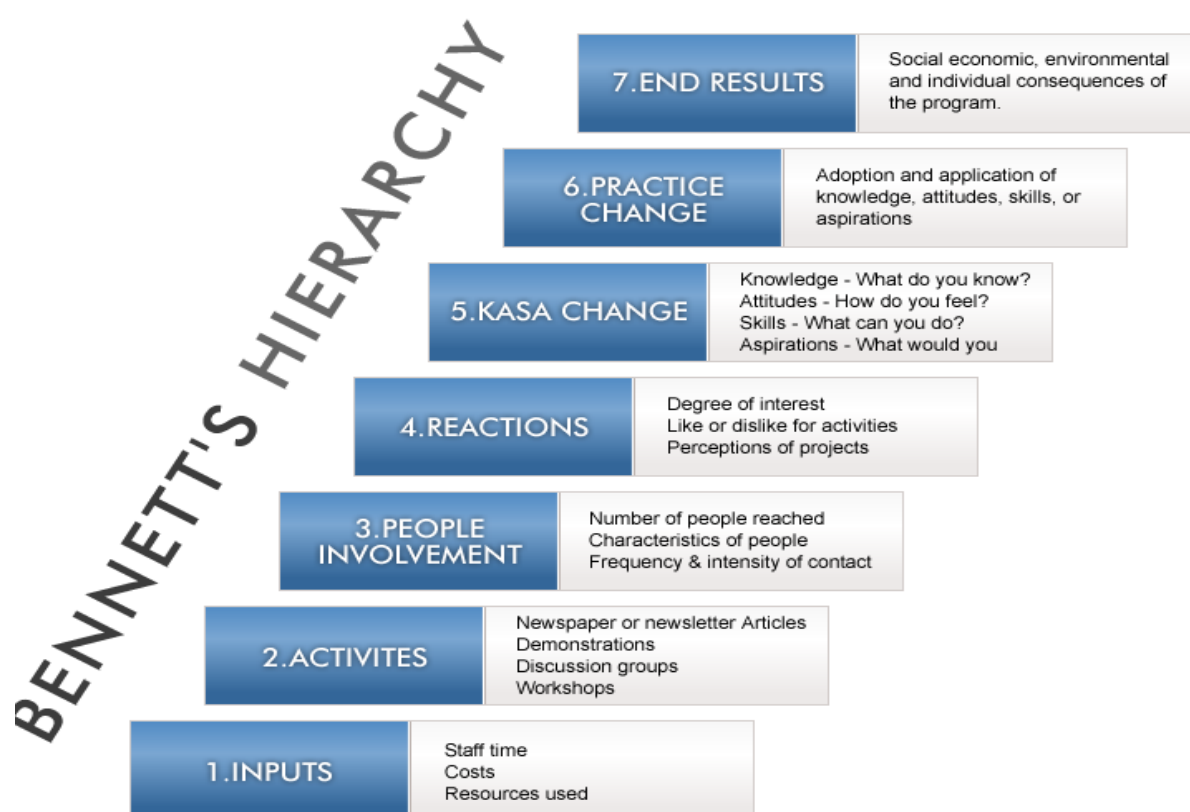 BENNETT'S HIERARCHY
7.END RESULTS
Social economic, environmental
and individual consequences of
the program.
6.PRACTICE
CHANGE
Adoption and application of
knowledge, attitudes, skills, or
aspirations
5.KASA CHANGE
Knowledge - What do you know?
Attitudes - How do you feel?
Skills - What can you do?
Aspirations - What would you
4.REACTIONS
Degree of interest
Like or dislike for activities
Perceptions of projects
3.PEOPLE
INVOLVEMENT
Number of people reached
Characteristics of people
Frequency & intensity of contact
2.ACTIVITES
Newspaper or newsletter Articles
Demonstrations
Discussion groups
Workshops
1.INPUTS
Staff time
Costs
Resources used